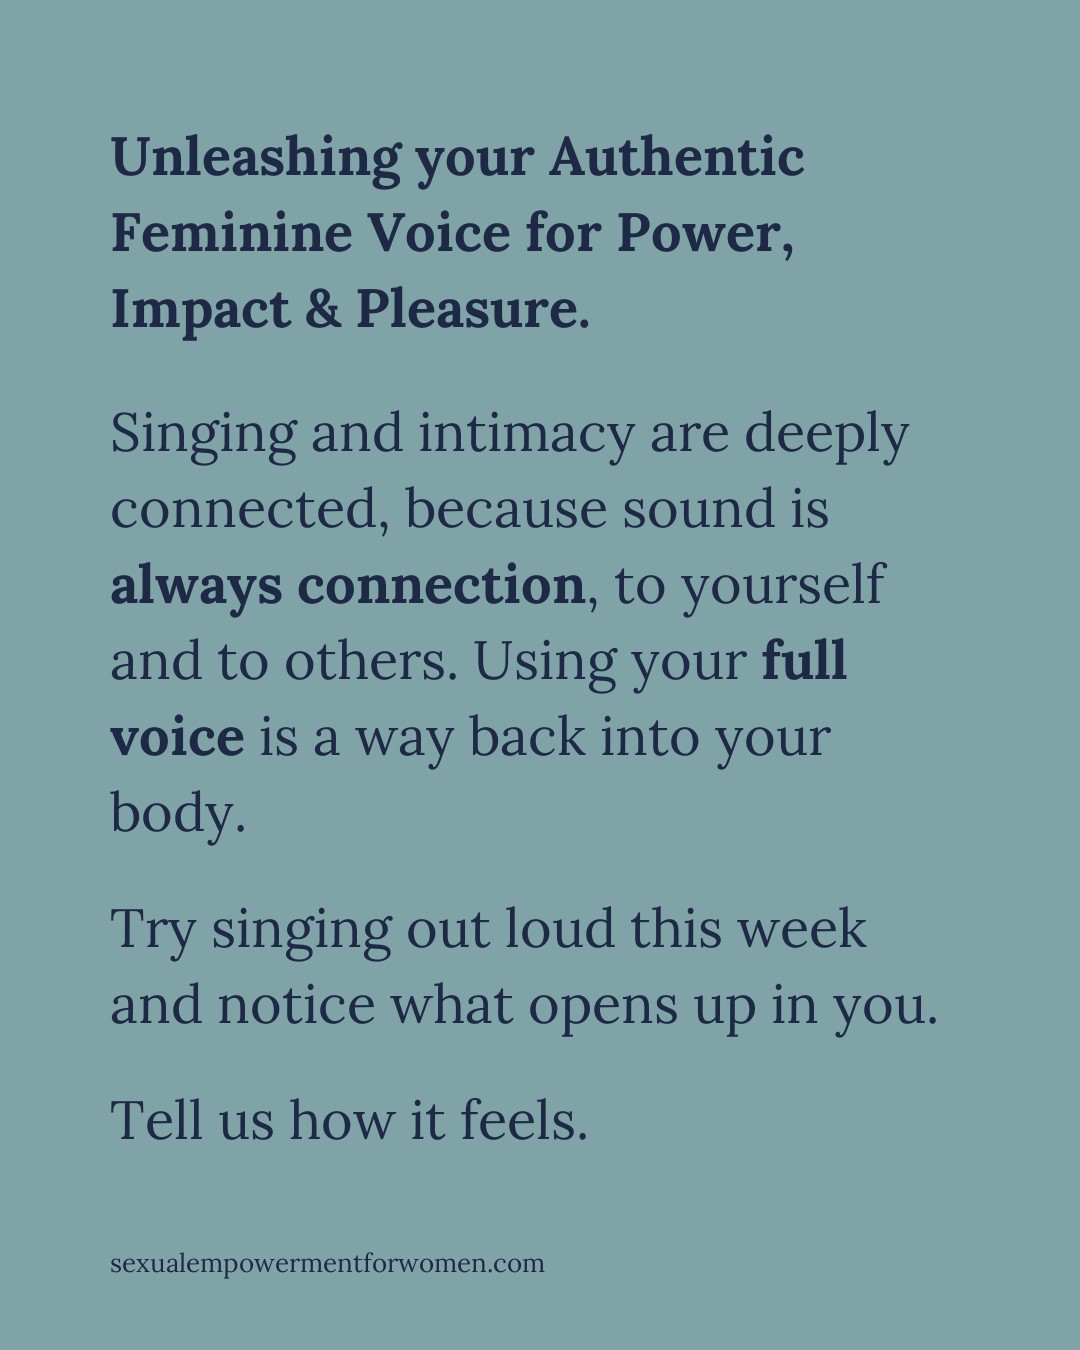 Unleashing your Authentic
Feminine Voice for Power,
Impact & Pleasure.
Singing and intimacy are deeply
connected, because sound is
always connection, to yourself
and to others. Using your full
voice is a way back into your
body.
Try singing out loud this week
and notice what opens up in you.
Tell us how it feels.
sexualempowermentforwomen.com